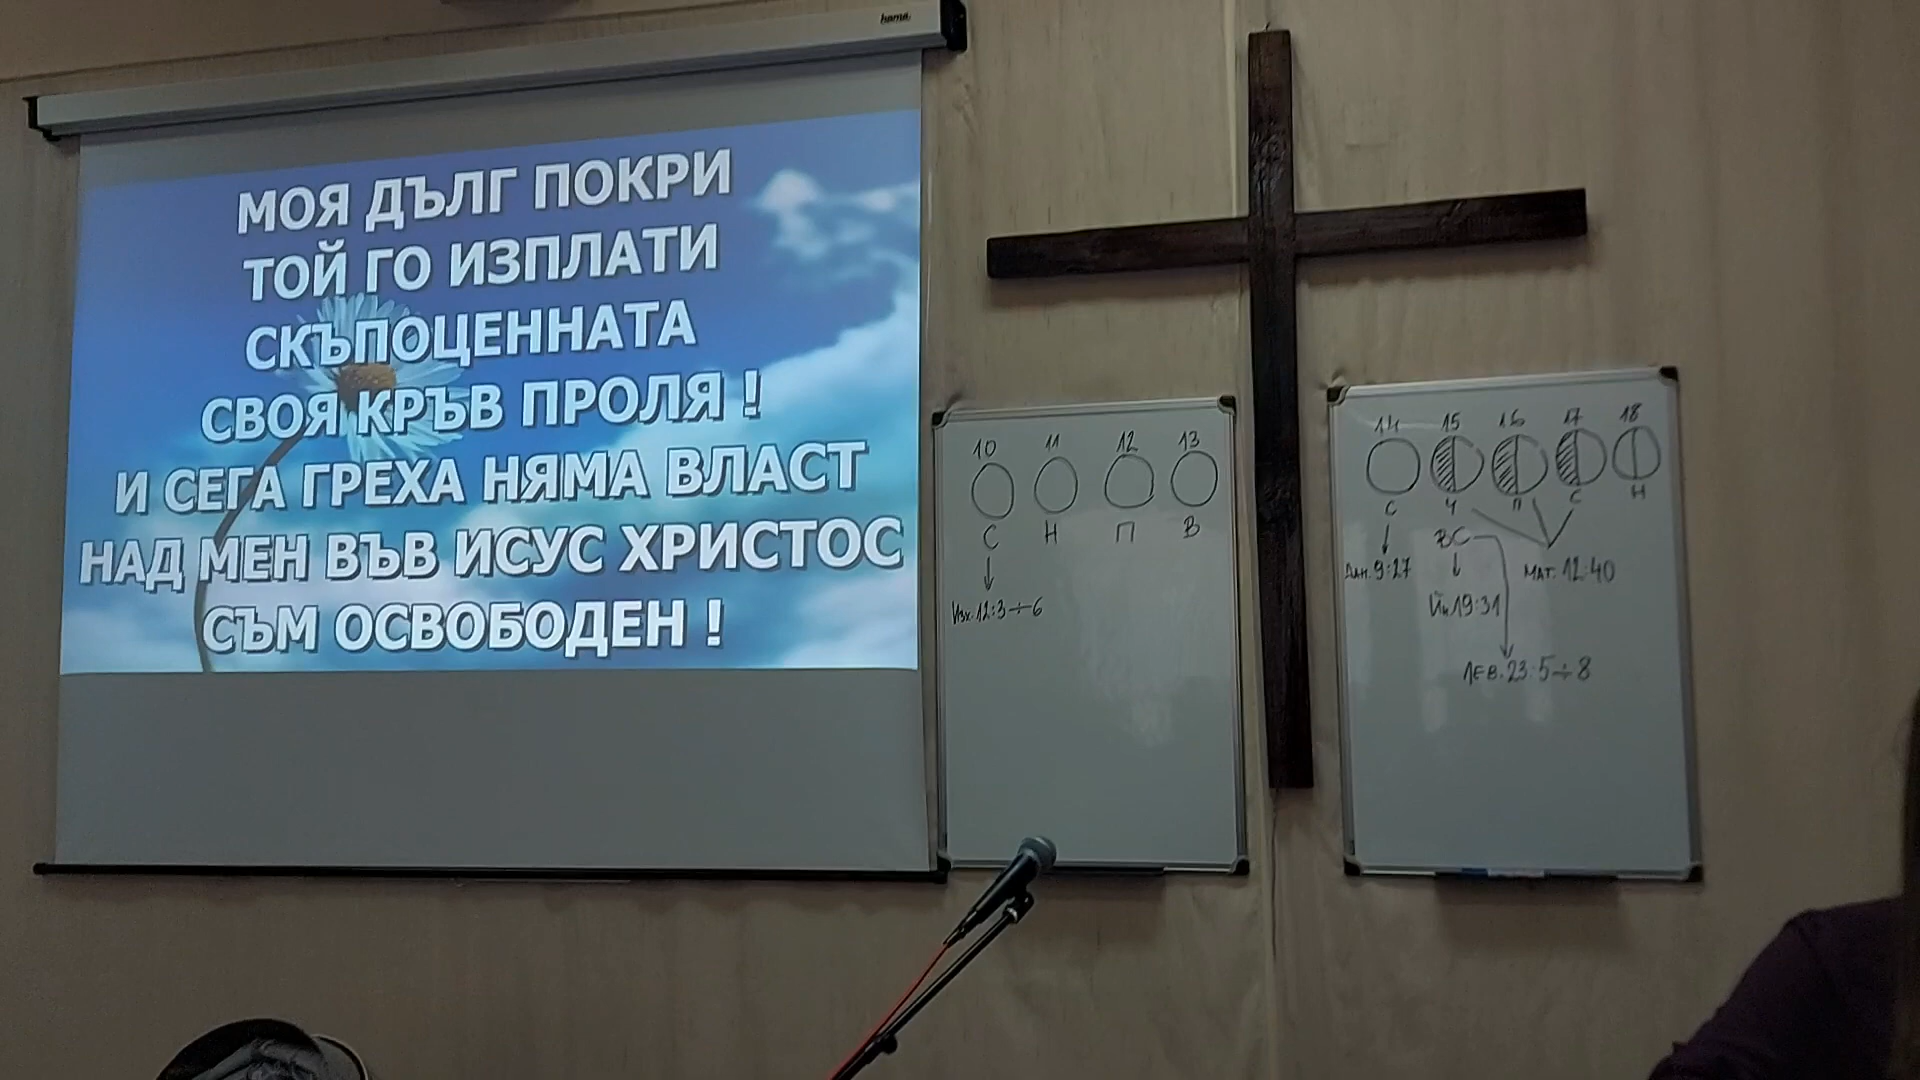 hama.
МОЯ ДЪЛГ ПОКРИ
ТОЙ ГО ИЗПЛАТИ
СКЪПОЦЕННАТА
СВОЯ КРЪВ ПРОЛЯ !
И СЕГА ГРЕХА НЯМА ВЛАСТ
НАД МЕН ВЪВ ИСУС ХРИСТОС
СЪМ ОСВОБОДЕН !
10 11 12 13
С Н П В
Изх.12:3÷6
14 15 16 17 18
С Ч П С Н
ВС
Дан.9:27 Мат.12:40
Йн.19:31
Лев.23:5÷8